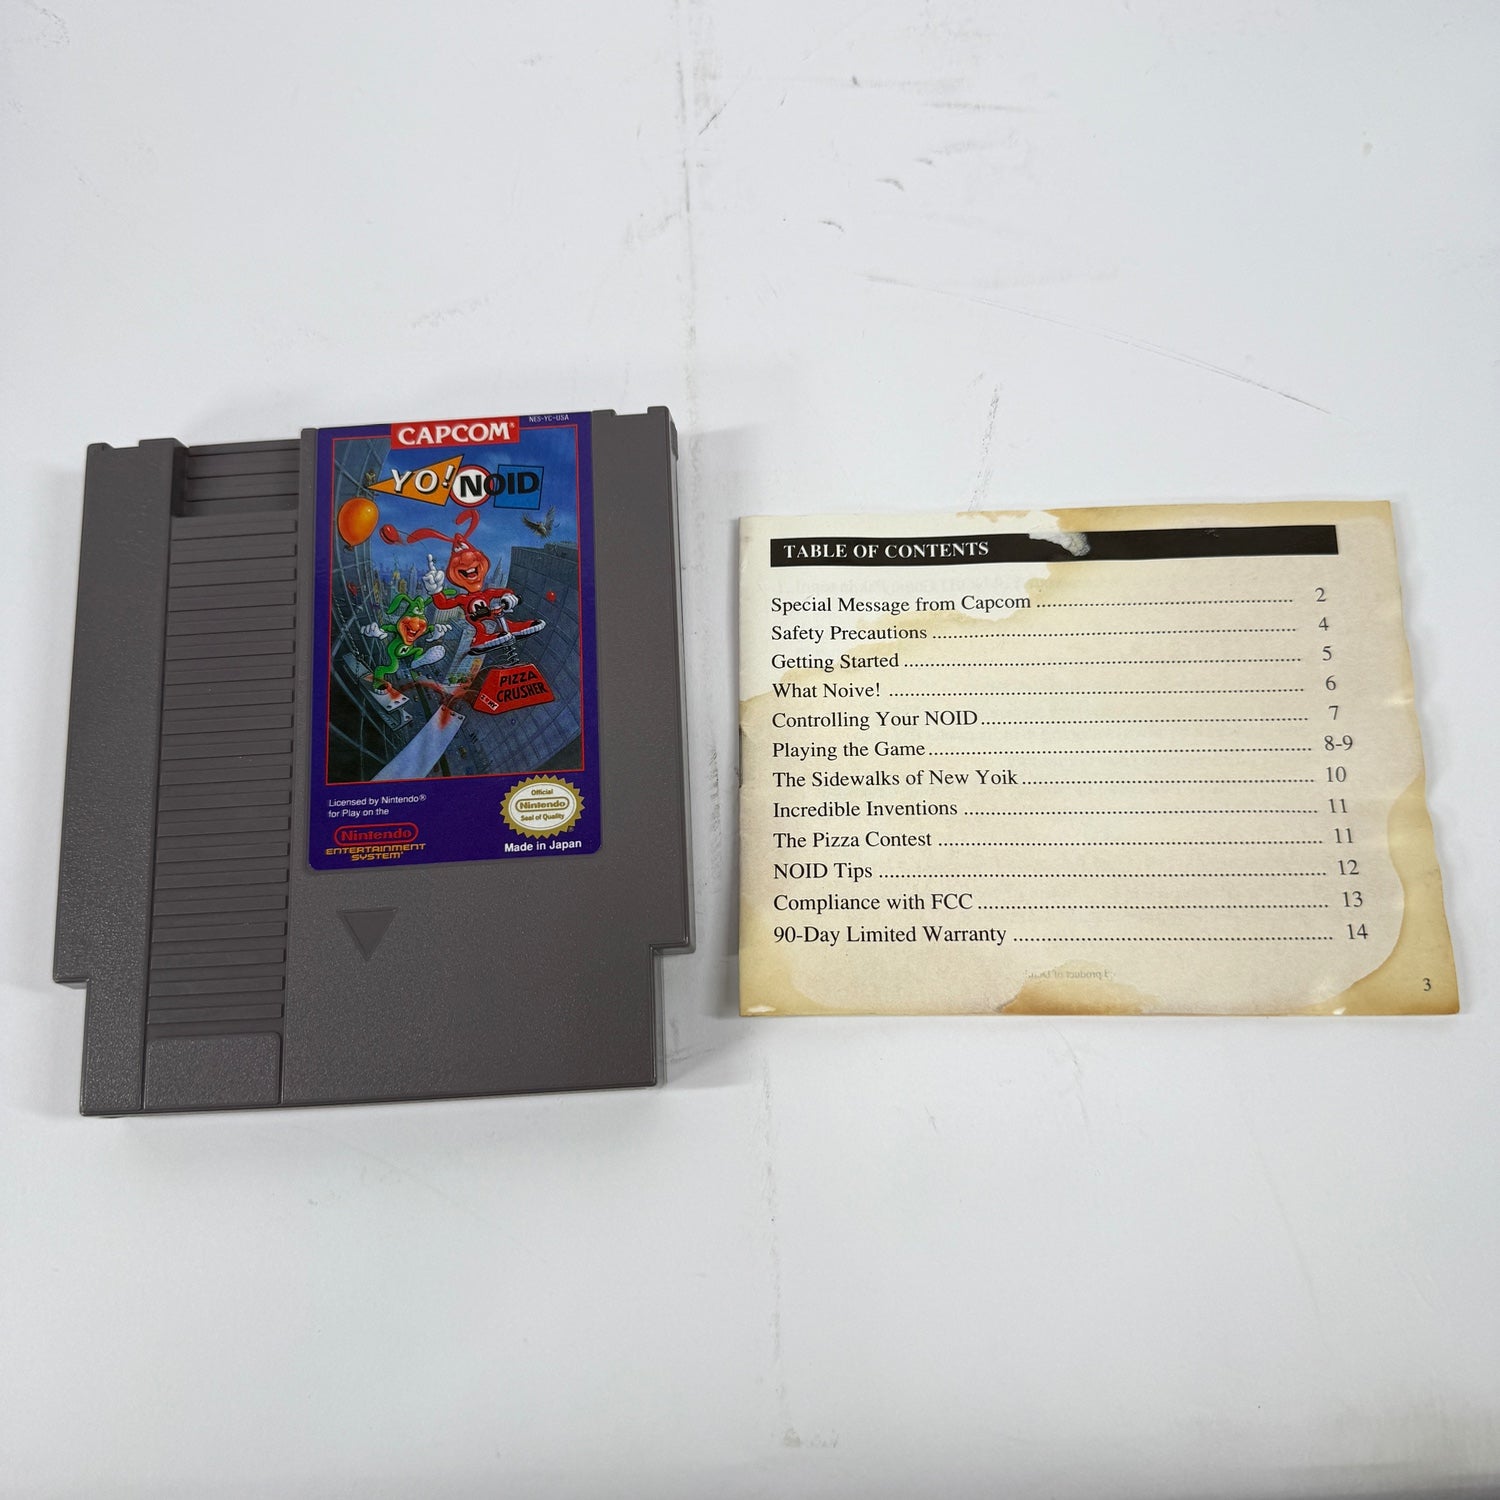 CAPCOM®
NES-YC-USA
YO! NOID
N
N
PIZZA
CRUSHER
Licensed by Nintendo®
for Play on the
Nintendo
ENTERTAINMENT
SYSTEM®
Official
Nintendo
Seal of Quality
Made in Japan
TABLE OF CONTENTS
Special Message from Capcom .......... 2
Safety Precautions .......... 4
Getting Started .......... 5
What Noive! .......... 6
Controlling Your NOID .......... 7
Playing the Game .......... 8-9
The Sidewalks of New Yoik .......... 10
Incredible Inventions .......... 11
The Pizza Contest .......... 11
NOID Tips .......... 12
Compliance with FCC .......... 13
90-Day Limited Warranty .......... 14
3